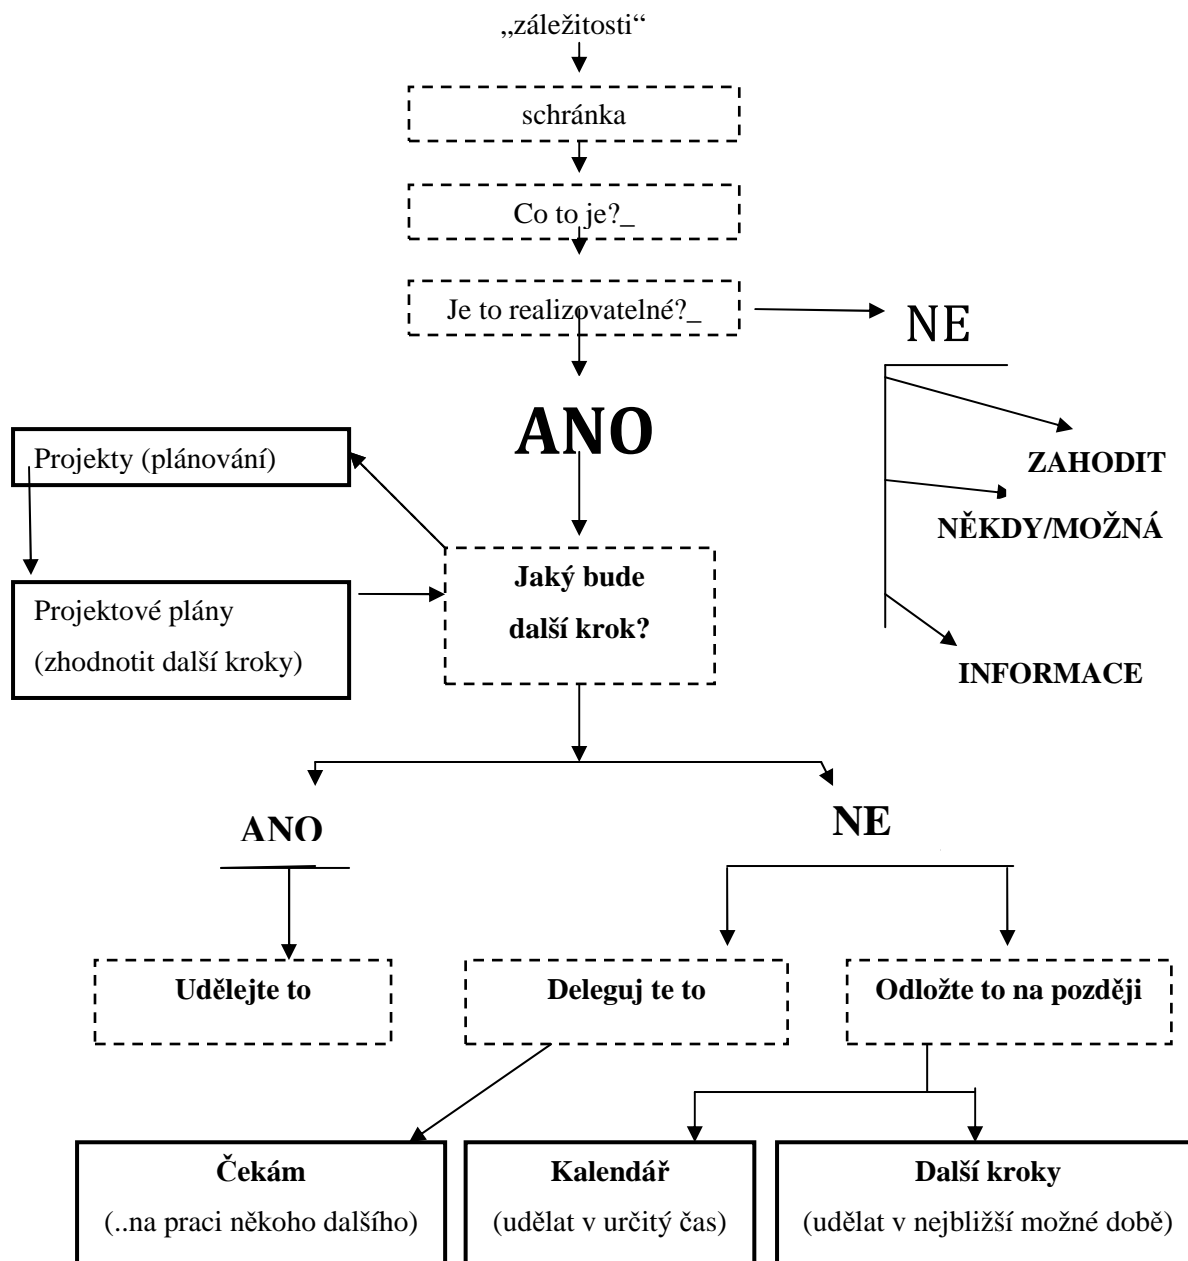 „záležitosti“
schránka
Co to je?_
Je to realizovatelné?_
NE
ANO
ZAHODIT
Projekty (plánování)
NĚKDY/MOŽNÁ
Jaký bude
další krok?
Projektové plány
(zhodnotit další kroky)
INFORMACE
ANO
NE
Udělejte to
Deleguj te to
Odložte to na později
Čekám
(..na praci někoho dalšího)
Kalendář
(udělat v určitý čas)
Další kroky
(udělat v nejbližší možné době)